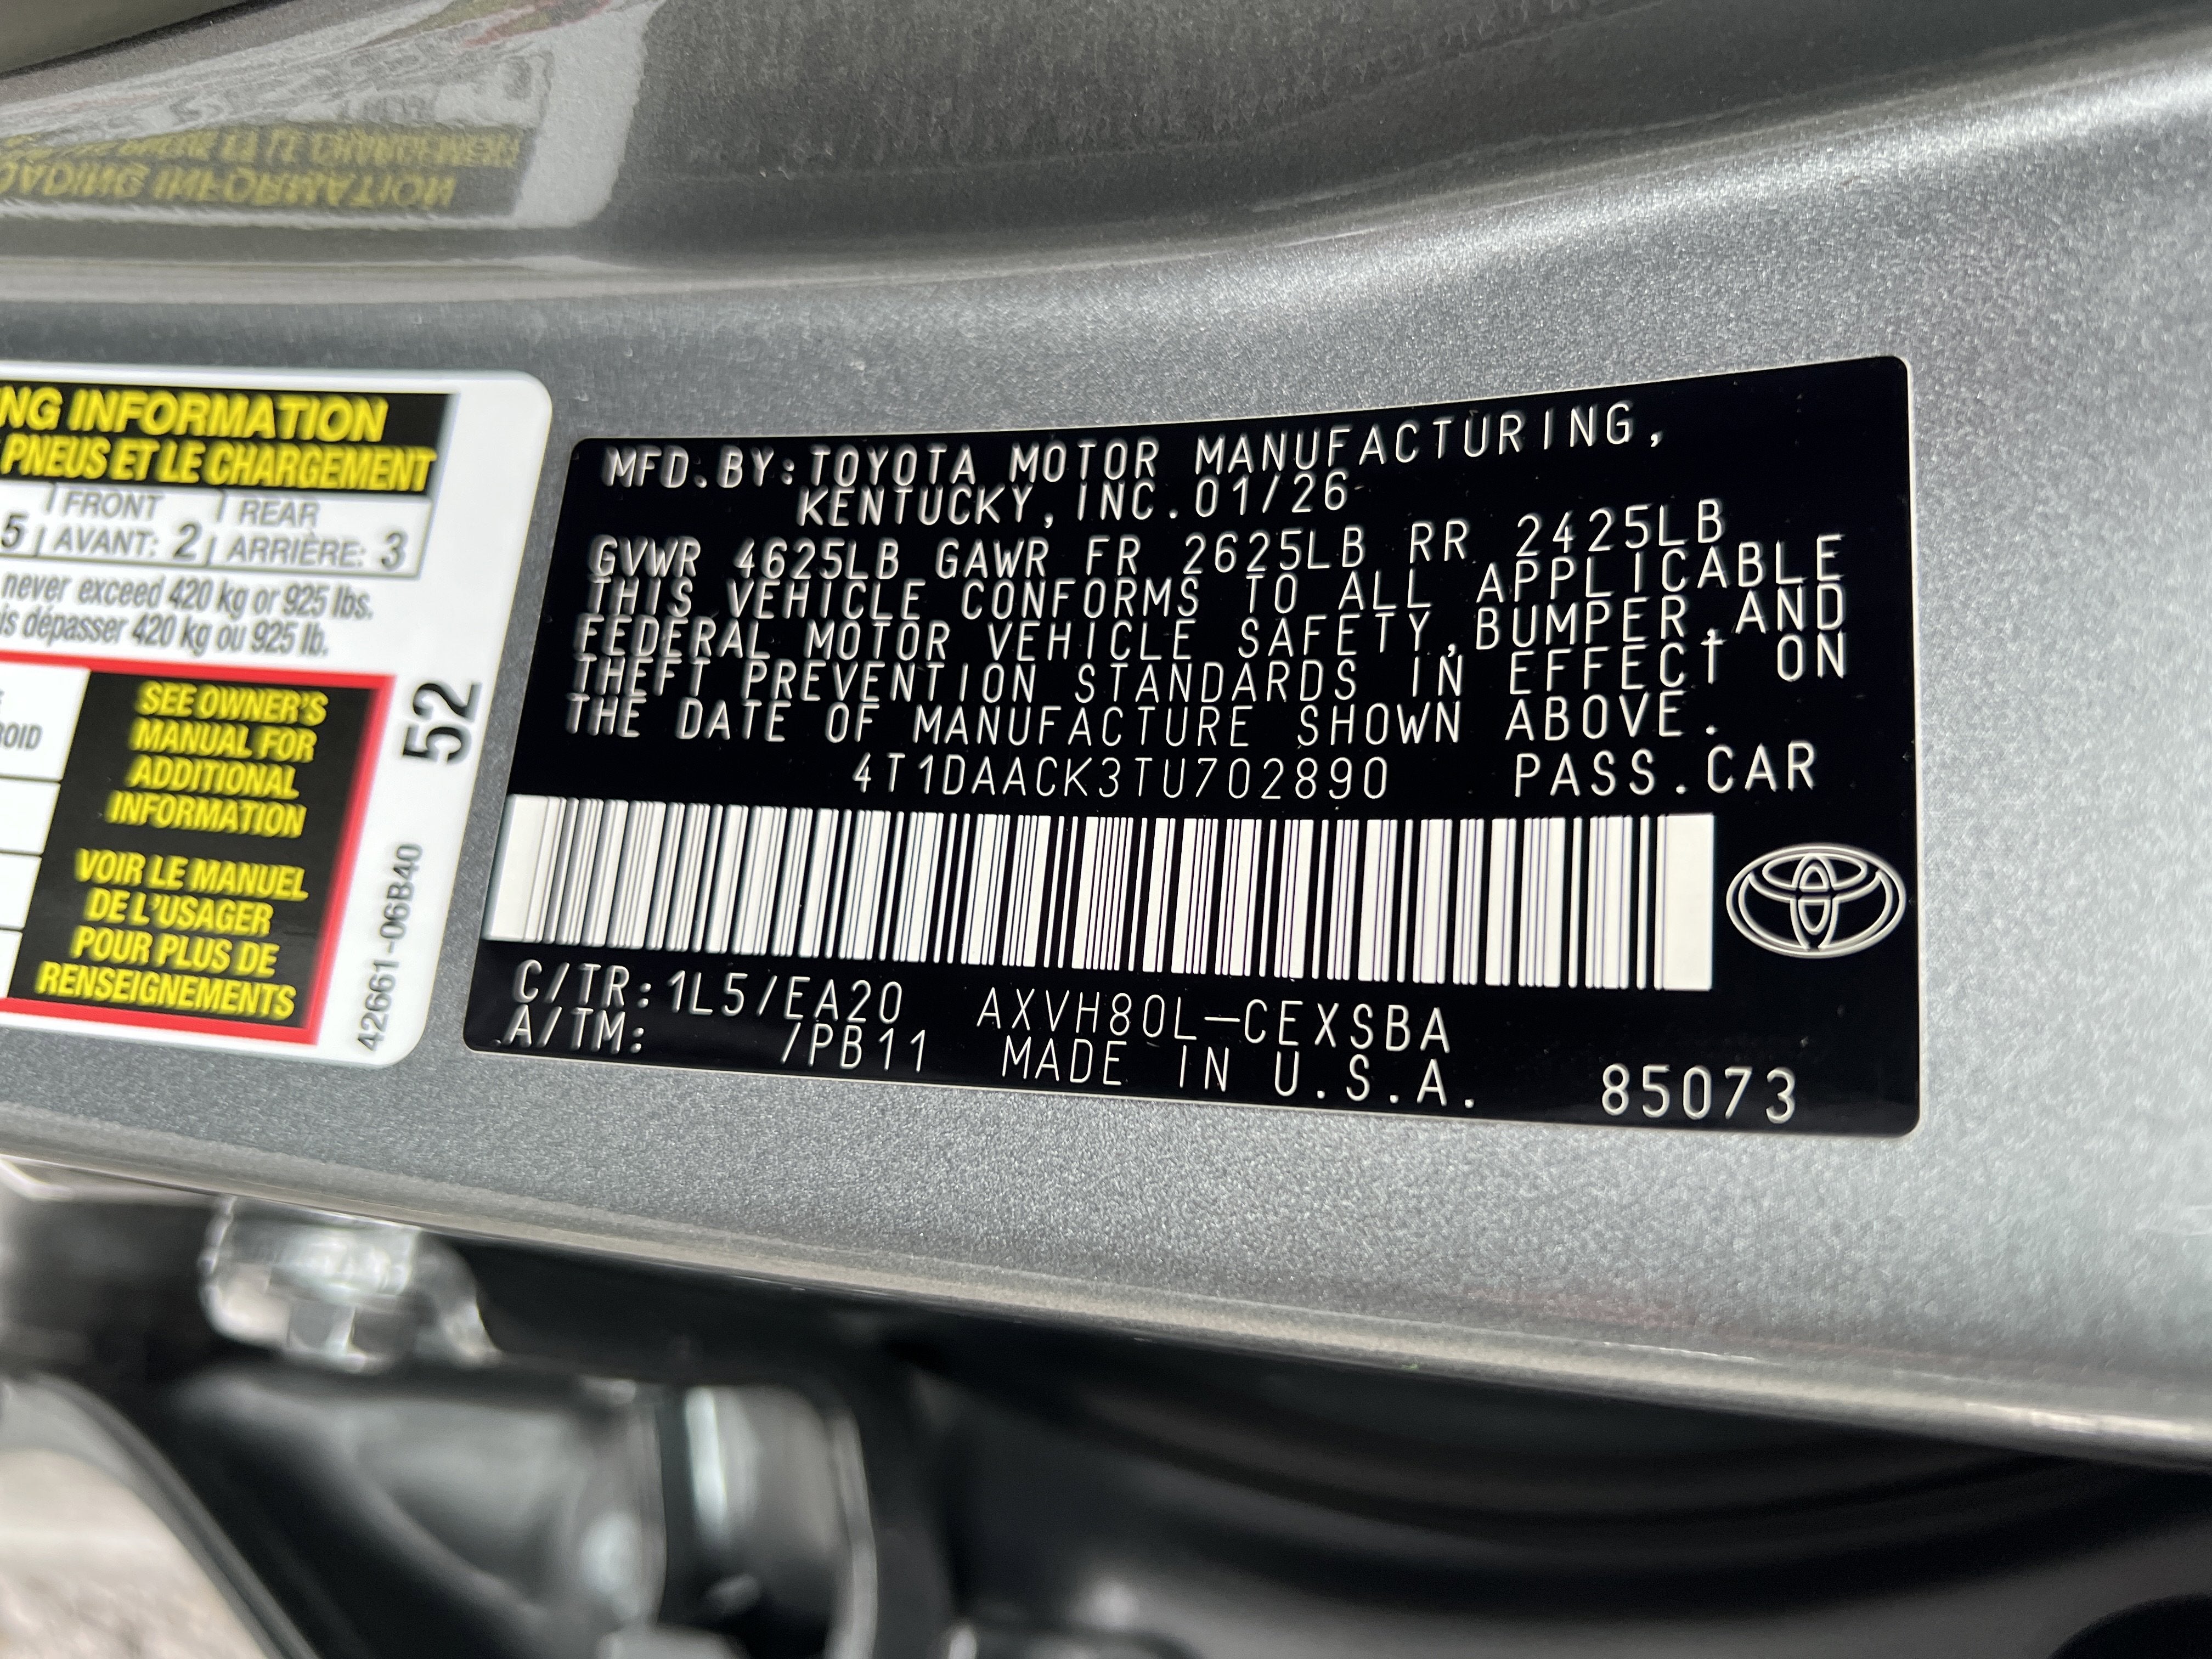 NG INFORMATION
PNEUS ET LE CHARGEMENT
FRONT REAR
5 AVANT: 2 ARRIÈRE: 3
never exceed 420 kg or 925 lbs.
is dépasser 420 kg ou 925 lb.
OID
SEE OWNER'S
MANUAL FOR
ADDITIONAL
INFORMATION
VOIR LE MANUEL
DE L'USAGER
POUR PLUS DE
RENSEIGNEMENTS
52
42661-06B40
MFD.BY:TOYOTA MOTOR MANUFACTURING,
KENTUCKY, INC. 01/26
GVWR 4625LB GAWR FR 2625LB RR 2425LB
THIS VEHICLE CONFORMS TO ALL APPLICABLE
FEDERAL MOTOR VEHICLE SAFETY,BUMPER,AND
THEFT PREVENTION STANDARDS IN EFFECT ON
THE DATE OF MANUFACTURE SHOWN ABOVE.
4T1DAACK3TU702890 PASS.CAR
C/TR:1L5/EA20 AXVH80L-CEXSBA
A/TM: /PB11 MADE IN U.S.A. 85073